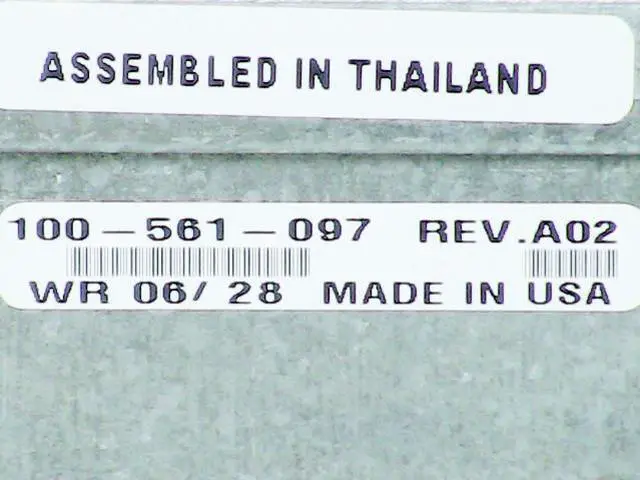 ASSEMBLED IN THAILAND
100-561-097 REV.A02
WR 06/28 MADE IN USA